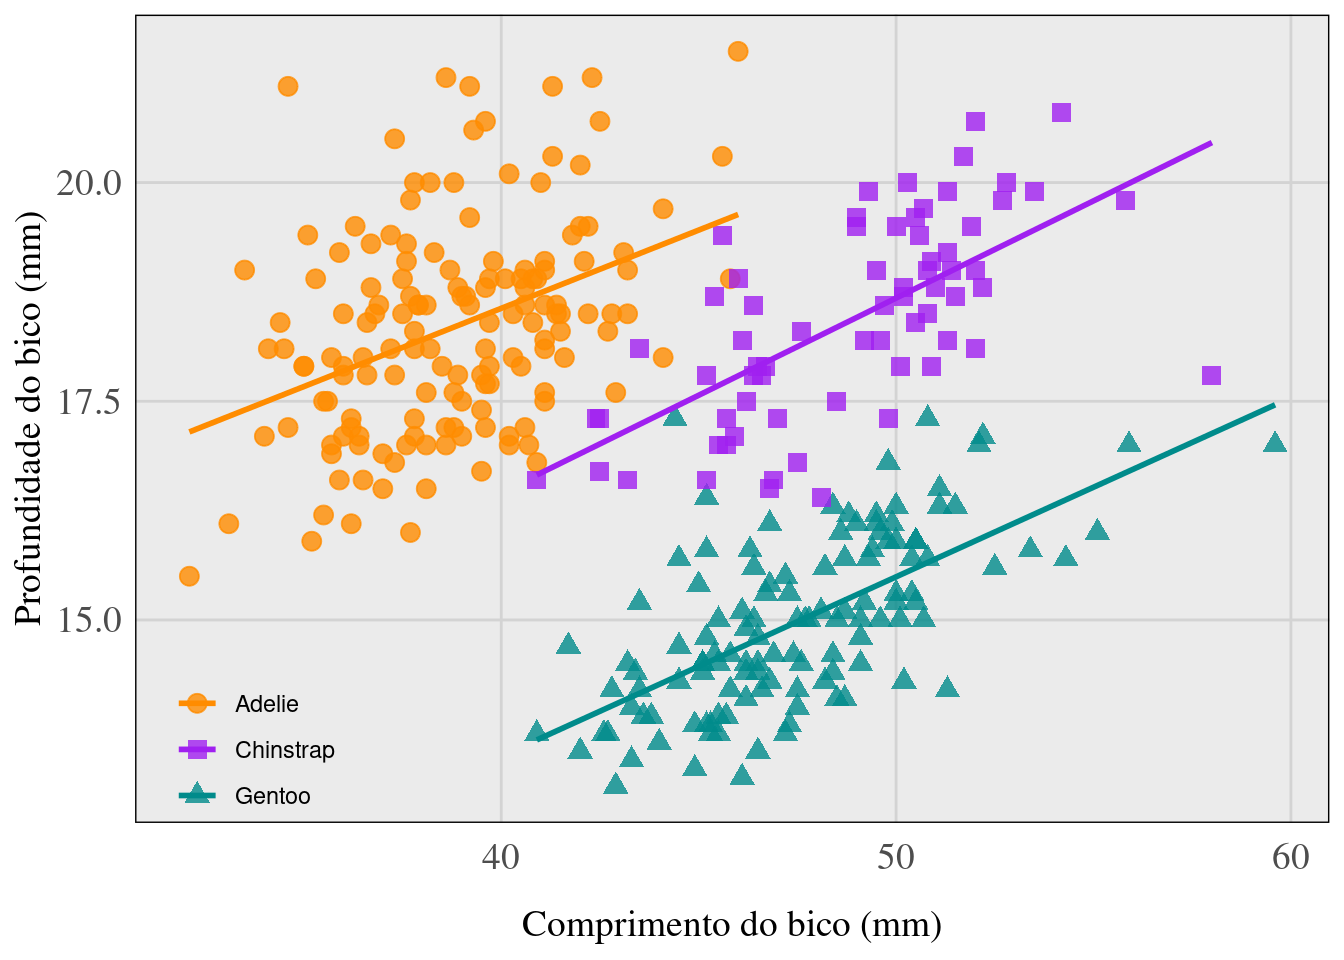 Profundidade do bico (mm)
20.0
17.5
15.0
Adelie
Chinstrap
Gentoo
40 50 60
Comprimento do bico (mm)